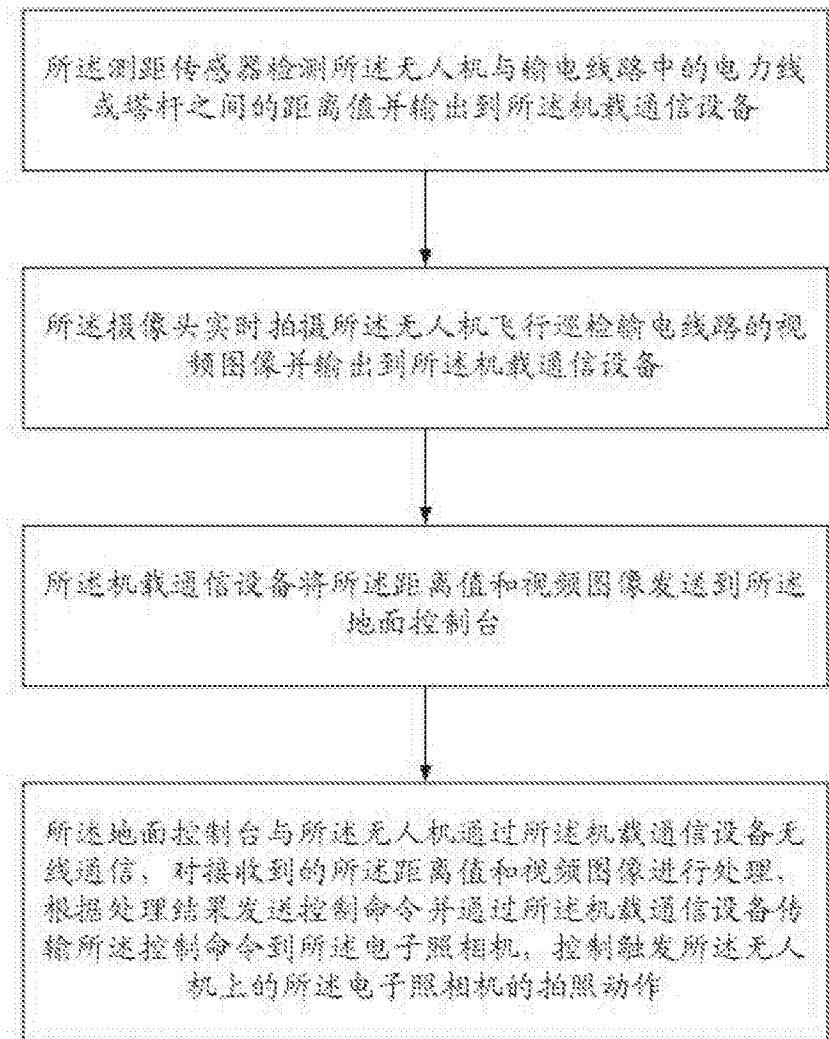 所述测距传感器检测所述无人机与输电线路中的电力线
或塔杆之间的距离值并输出到所述机载通信设备
所述摄像头实时拍摄所述无人机飞行巡检输电线路的视
频图像并输出到所述机载通信设备
所述机载通信设备将所述距离值和视频图像发送到所述
地面控制台
所述地面控制台与所述无人机通过所述机载通信设备无
线通信，对接收到的所述距离值和视频图像进行处理，
根据处理结果发送控制命令并通过所述机载通信设备传
输所述控制命令到所述电子照相机，控制触发所述无人
机上的所述电子照相机的拍照动作